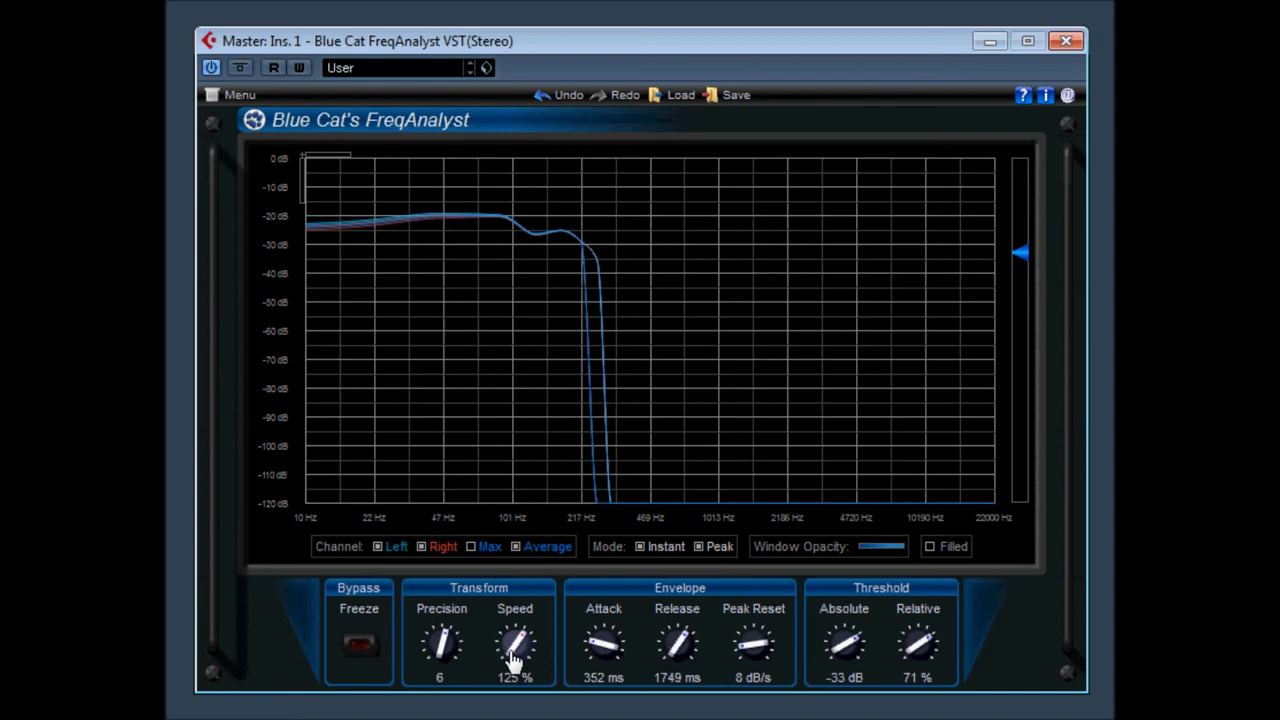 Master: Ins. 1 - Blue Cat FreqAnalyst VST(Stereo)
R W User
Menu Undo Redo Load Save ? i @
Blue Cat's FreqAnalyst
0 dB
-10 dB
-20 dB
-30 dB
-40 dB
-50 dB
-60 dB
-70 dB
-80 dB
-90 dB
-100 dB
-110 dB
-120 dB
10 Hz 22 Hz 47 Hz 101 Hz 217 Hz 469 Hz 1013 Hz 2186 Hz 4720 Hz 10190 Hz 22000 Hz
Channel: Left Right Max Average Mode: Instant Peak Window Opacity: Filled
Bypass Transform Envelope Threshold
Freeze Precision Speed Attack Release Peak Reset Absolute Relative
6 125 % 352 ms 1749 ms 8 dB/s -33 dB 71 %